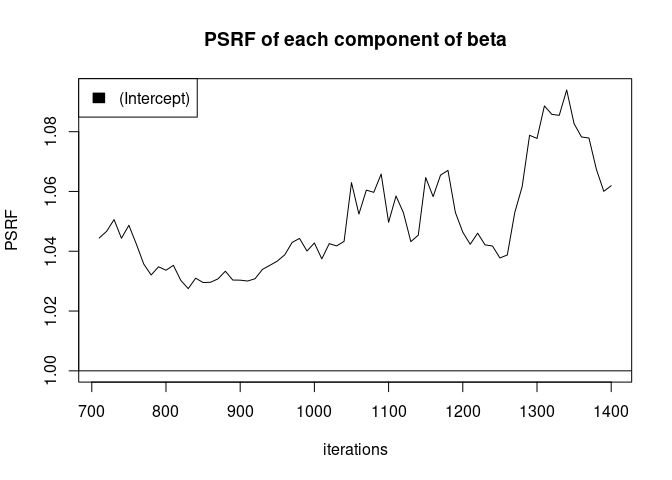 PSRF of each component of beta
(Intercept)
PSRF
1.08
1.06
1.04
1.02
1.00
700 800 900 1000 1100 1200 1300 1400
iterations